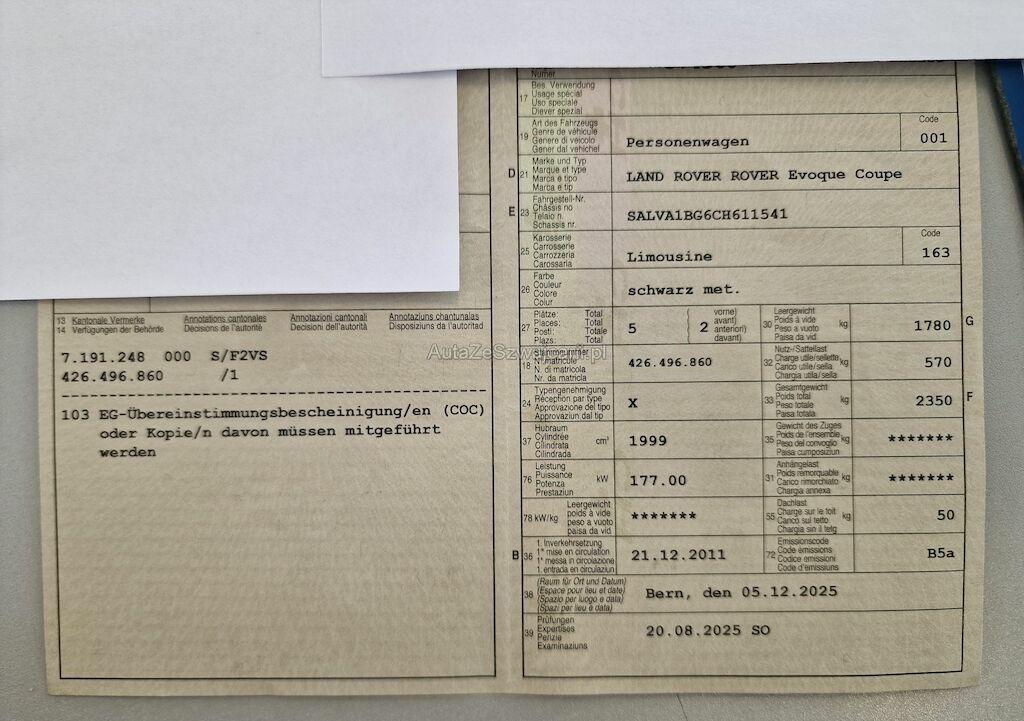 Numer
17 Bes. Verwendung
Usage spécial
Uso speciale
Diever spezial
19 Art des Fahrzeugs
Genre de véhicule
Genere di veicolo
Gener dal vehichel
Personenwagen
Code
001
D 21 Marke und Typ
Marque et type
Marca e tipo
Marca e tip
LAND ROVER ROVER Evoque Coupe
E 23 Fahrgestell-Nr.
Châssis no
Telaio n.
Schassis nr.
SALVA1BG6CH611541
25 Karosserie
Carrosserie
Carrozzeria
Carossaria
Limousine
Code
163
26 Farbe
Couleur
Colore
Colur
schwarz met.
27 Plätze: Total
Places: Total
Posti: Totale
Plazs: Total
5
2
vorne)
avant)
anteriori)
davant)
30 Leergewicht
Poids à vide
Peso a vuoto
Paisa da vid
kg
1780 G
18 Stammnummer
N° matricule
N. di matricola
Nr. da matricla
426.496.860
32 Nutz-/Sattellast
Charge utile/sellette
Carico utile/sella
Chargia utila/sella
kg
570
24 Typengenehmigung
Réception par type
Approvazione del tipo
Approvaziun dal tip
X
33 Gesamtgewicht
Poids total
Peso totale
Paisa totala
kg
2350 F
37 Hubraum
Cylindrée
Cilindrata
Cilindrada
cm³
1999
35 Gewicht des Zuges
Poids de l'ensemble
Peso del convoglio
Paisa cumposiziun
kg
*******
76 Leistung
Puissance
Potenza
Prestaziun
kW
177.00
31 Anhängelast
Poids remorquable
Carico rimorchiato
Chargia annexa
kg
*******
78 kW/kg Leergewicht
poids à vide
peso a vuoto
paisa da vid
*******
55 Dachlast
Charge sur le toit
Carico sul tetto
Chargia sin il tetg
kg
50
B 36 1. Inverkehrsetzung
1re mise en circulation
1a messa in circolazione
1. entrada en circulaziun
21.12.2011
72 Emissionscode
Code émissions
Codice emissioni
Code d'emissiuns
B5a
38 (Raum für Ort und Datum)
(Espace pour lieu et date)
(Spazio per luogo e data)
(Spazi per lieu e data)
Bern, den 05.12.2025
39 Prüfungen
Expertises
Perizie
Examinaziuns
20.08.2025 SO
13 Kantonale Vermerke
14 Verfügungen der Behörde
Annotations cantonales
Décisions de l'autorité
Annotazioni cantonali
Decisioni dell'autorità
Annotaziuns chantunalas
Disposiziuns da l'autoritad
7.191.248 000 S/F2VS
426.496.860 /1
103 EG-Übereinstimmungsbescheinigung/en (COC)
oder Kopie/n davon müssen mitgeführt
werden
AutaZeSzwajcarii.pl